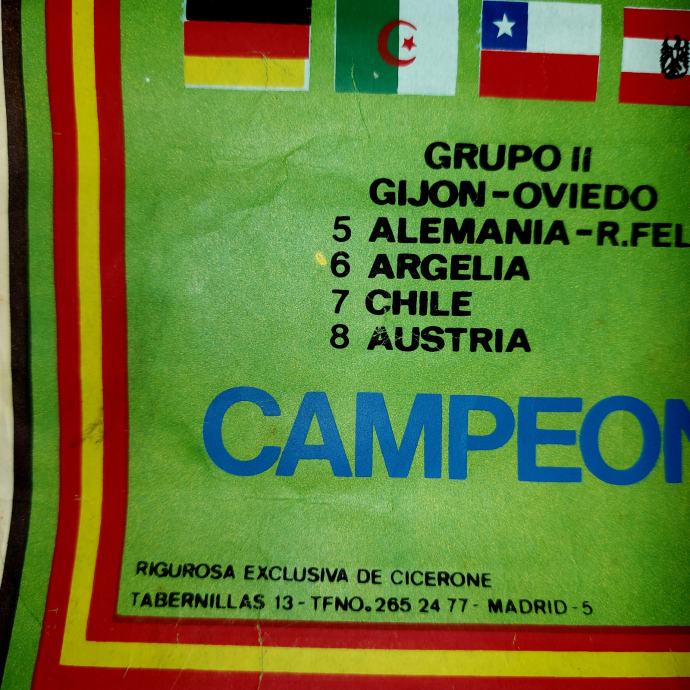 GRUPO II
GIJON-OVIEDO
5 ALEMANIA-R.FEL
6 ARGELIA
7 CHILE
8 AUSTRIA
CAMPEON
RIGUROSA EXCLUSIVA DE CICERONE
TABERNILLAS 13 - TFNO. 265 24 77 - MADRID - 5